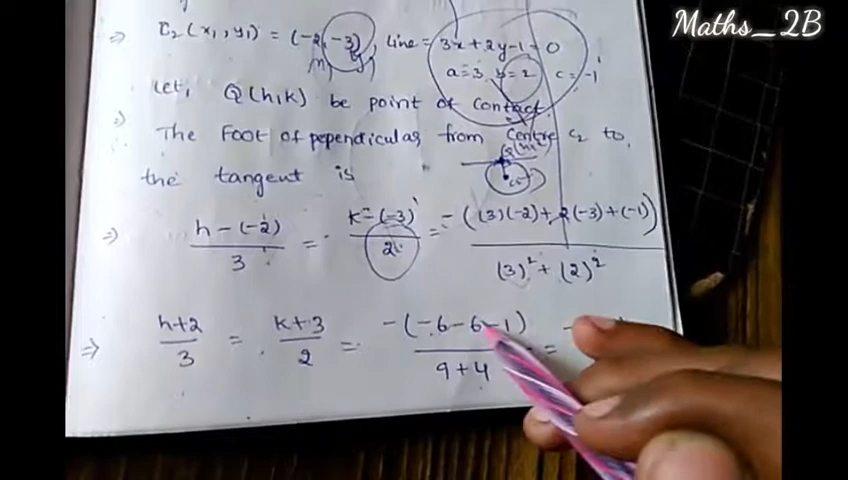 Maths_2B
=> C₂(x₁,y₁) = (-2, -3), Line = 3x+2y-1=0
a=3, b=2 c=-1
Let, Q(h,k) be point of contact
=> The foot of pependicular from Centre C₂ to
the tangent is
=> h-(-2)/3 = k-(-3)/2 = -((3)(-2)+2(-3)+(-1))/(3)²+(2)²
=> h+2/3 = k+3/2 = -(-6-6-1)/9+4 = -